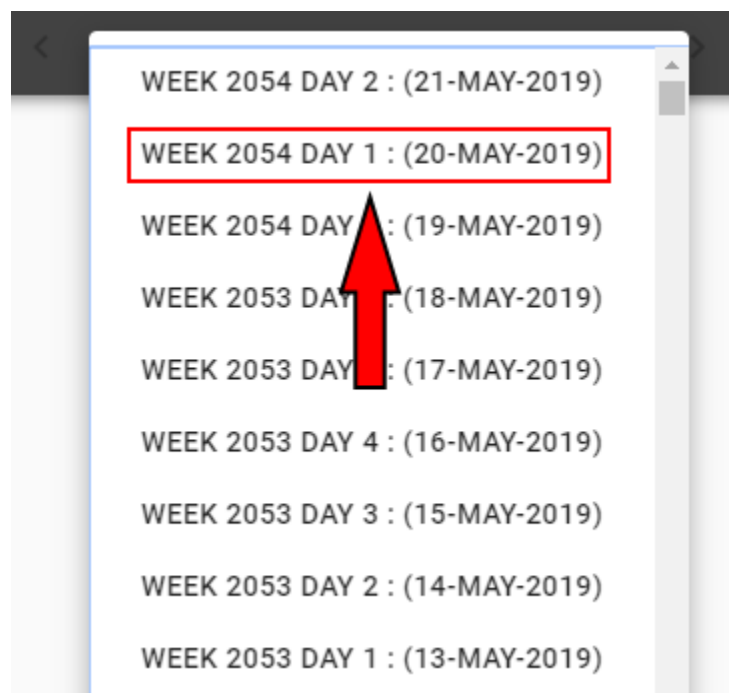 WEEK 2054 DAY 2 : (21-MAY-2019)
WEEK 2054 DAY 1 : (20-MAY-2019)
WEEK 2054 DAY : (19-MAY-2019)
WEEK 2053 DAY : (18-MAY-2019)
WEEK 2053 DAY : (17-MAY-2019)
WEEK 2053 DAY 4 : (16-MAY-2019)
WEEK 2053 DAY 3 : (15-MAY-2019)
WEEK 2053 DAY 2 : (14-MAY-2019)
WEEK 2053 DAY 1 : (13-MAY-2019)